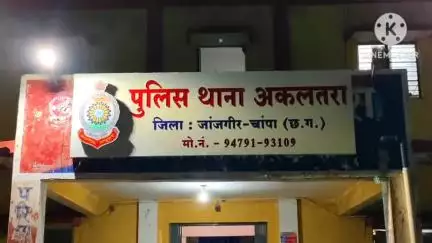 पुलिस थाना अकलतरा
जिला : जांजगीर-चांपा (छ.ग.)
मो.नं. - 94791-93109